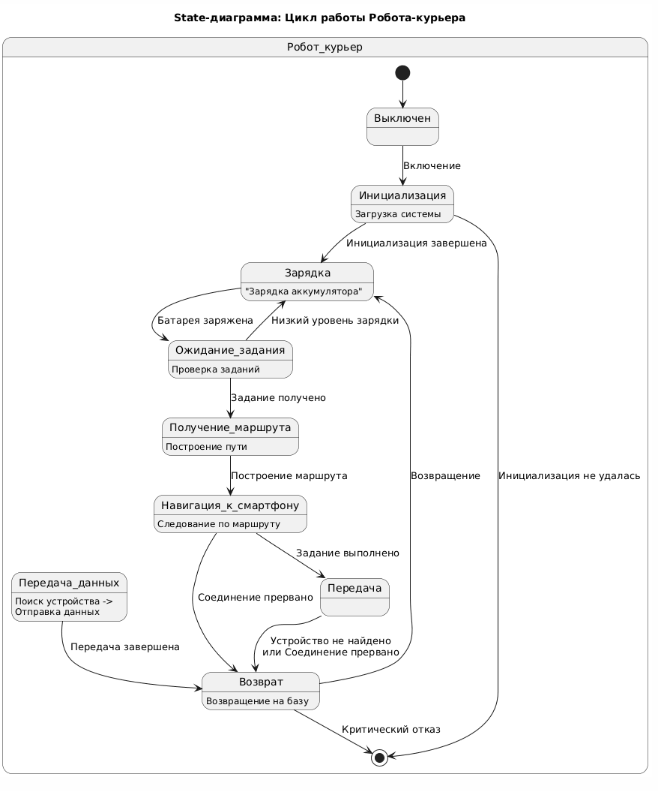 State-диаграмма: Цикл работы Робота-курьера
Робот_курьер
Выключен
Включение
Инициализация
Загрузка системы
Инициализация завершена
Зарядка
"Зарядка аккумулятора"
Батарея заряжена
Низкий уровень зарядки
Ожидание_задания
Проверка заданий
Задание получено
Получение_маршрута
Построение пути
Построение маршрута
Возвращение
Инициализация не удалась
Навигация_к_смартфону
Следование по маршруту
Задание выполнено
Передача_данных
Поиск устройства ->
Отправка данных
Соединение прервано
Передача
Передача завершена
Устройство не найдено
или Соединение прервано
Возврат
Возвращение на базу
Критический отказ